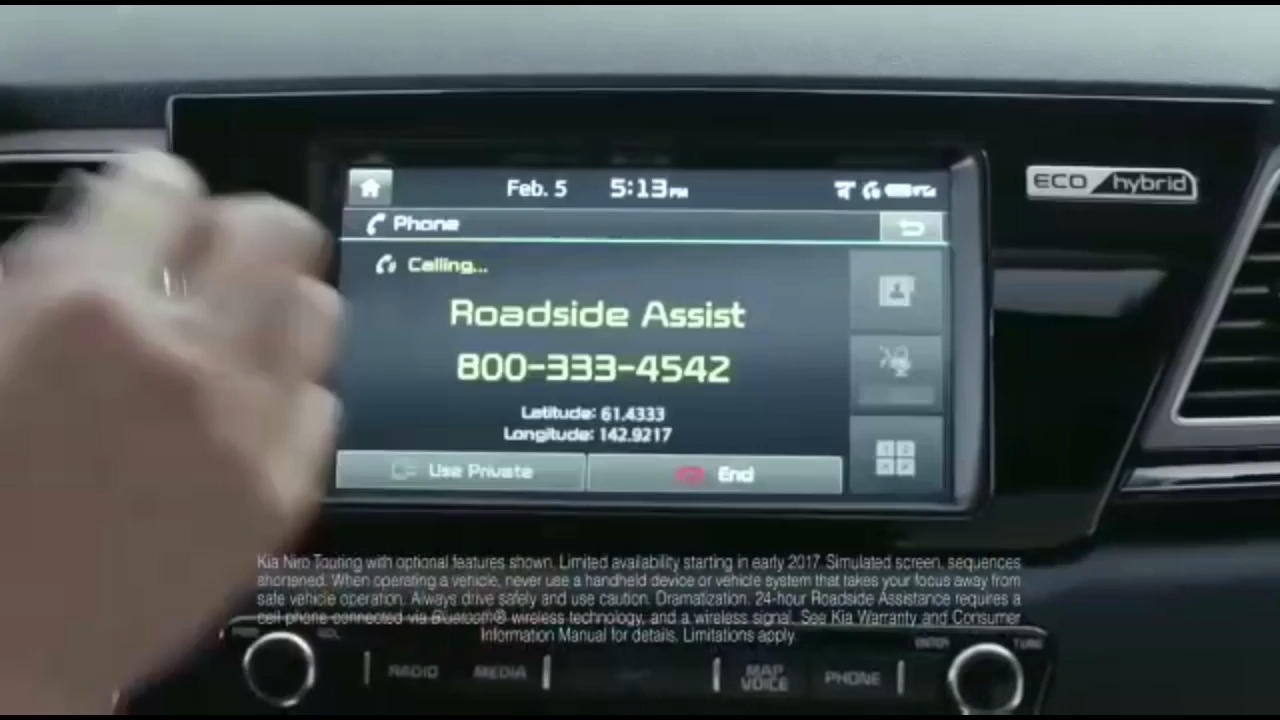 Feb. 5 5:13 PM
ECO hybrid
Phone
Calling...
Roadside Assist
800-333-4542
Latitude: 61.4333
Longitude: 142.9217
Use Private End
Kia Niro Touring with optional features shown. Limited availability starting in early 2017. Simulated screen, sequences
shortened. When operating a vehicle, never use a handheld device or vehicle system that takes your focus away from
safe vehicle operation. Always drive safely and use caution. Dramatization. 24-hour Roadside Assistance requires a
cell phone connected via Bluetooth® wireless technology, and a wireless signal. See Kia Warranty and Consumer
Information Manual for details. Limitations apply.
ENTER TUNE
RADIO MEDIA MAP VOICE PHONE